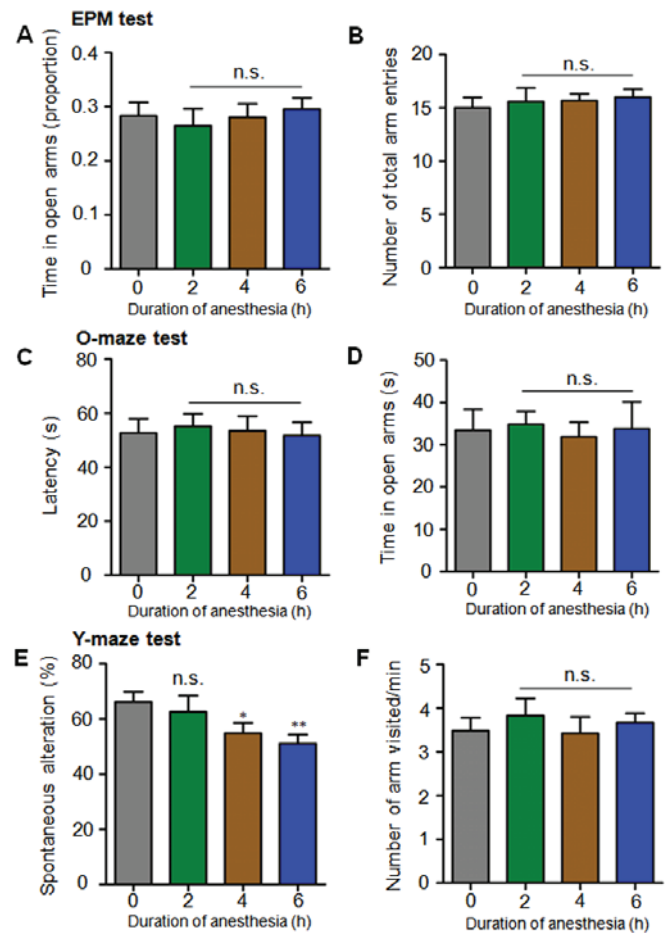 EPM test
A
Time in open arms (proportion)
0.4
0.3
0.2
0.1
0
n.s.
0 2 4 6
Duration of anesthesia (h)
B
Number of total arm entries
20
15
10
5
0
n.s.
0 2 4 6
Duration of anesthesia (h)
O-maze test
C
Latency (s)
80
60
40
20
0
n.s.
0 2 4 6
Duration of anesthesia (h)
D
Time in open arms (s)
50
40
30
20
10
0
n.s.
0 2 4 6
Duration of anesthesia (h)
Y-maze test
E
Spontaneous alteration (%)
80
60
40
20
0
n.s.
*
**
0 2 4 6
Duration of anesthesia (h)
F
Number of arm visited/min
5
4
3
2
1
0
n.s.
0 2 4 6
Duration of anesthesia (h)